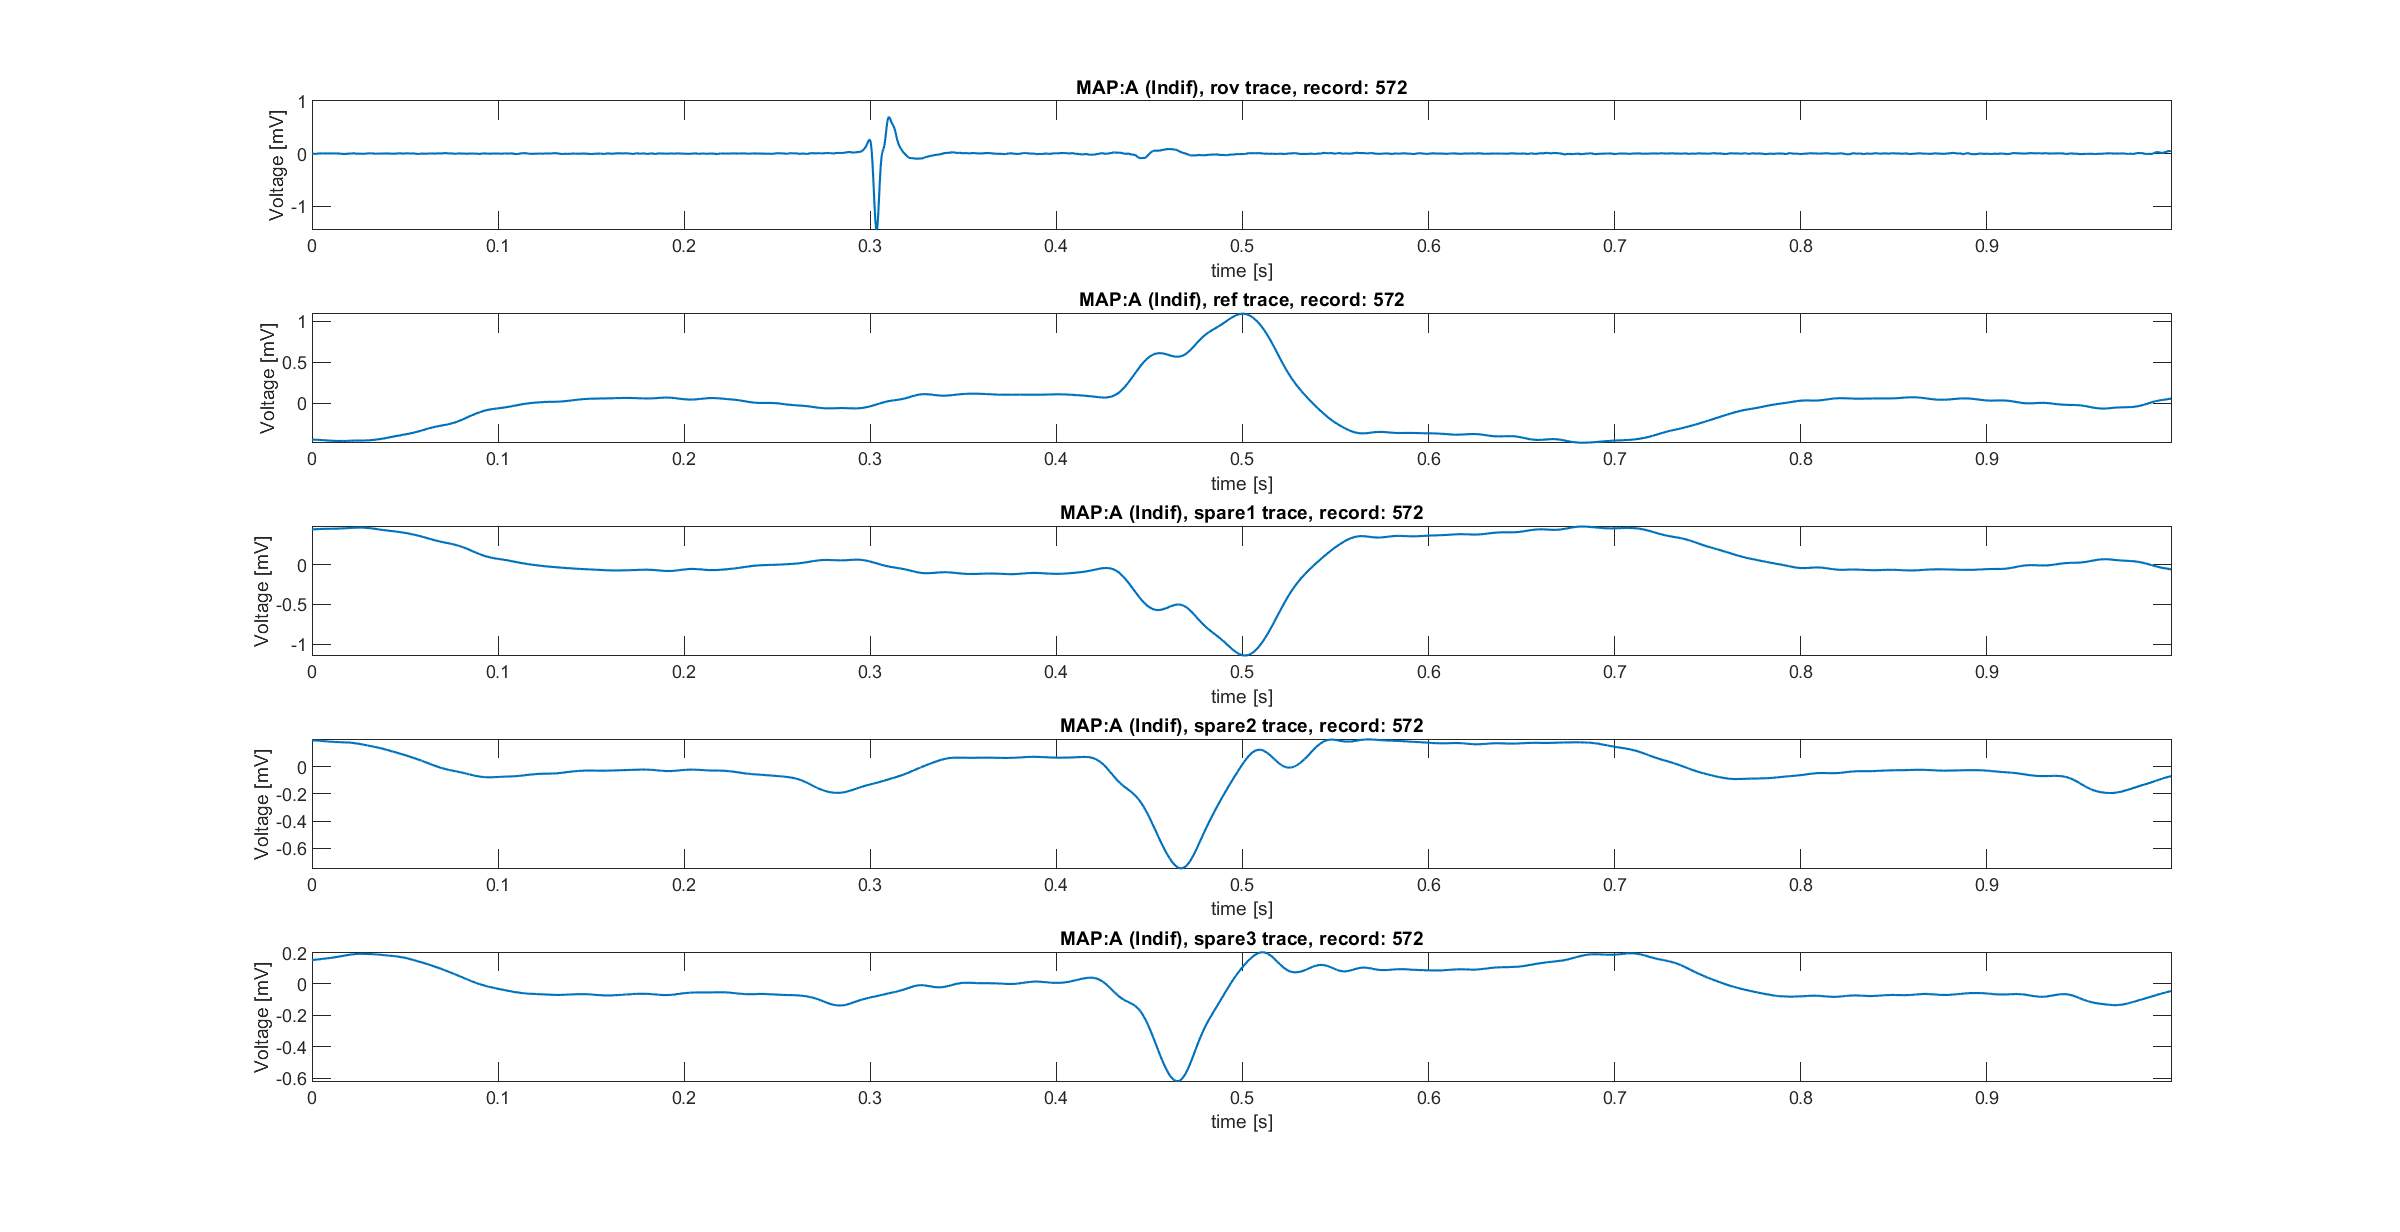 MAP:A (Indif), rov trace, record: 572
Voltage [mV]
1
0
-1
0 0.1 0.2 0.3 0.4 0.5 0.6 0.7 0.8 0.9
time [s]
MAP:A (Indif), ref trace, record: 572
Voltage [mV]
1
0.5
0
0 0.1 0.2 0.3 0.4 0.5 0.6 0.7 0.8 0.9
time [s]
MAP:A (Indif), spare1 trace, record: 572
Voltage [mV]
0
-0.5
-1
0 0.1 0.2 0.3 0.4 0.5 0.6 0.7 0.8 0.9
time [s]
MAP:A (Indif), spare2 trace, record: 572
Voltage [mV]
0
-0.2
-0.4
-0.6
0 0.1 0.2 0.3 0.4 0.5 0.6 0.7 0.8 0.9
time [s]
MAP:A (Indif), spare3 trace, record: 572
Voltage [mV]
0.2
0
-0.2
-0.4
-0.6
0 0.1 0.2 0.3 0.4 0.5 0.6 0.7 0.8 0.9
time [s]